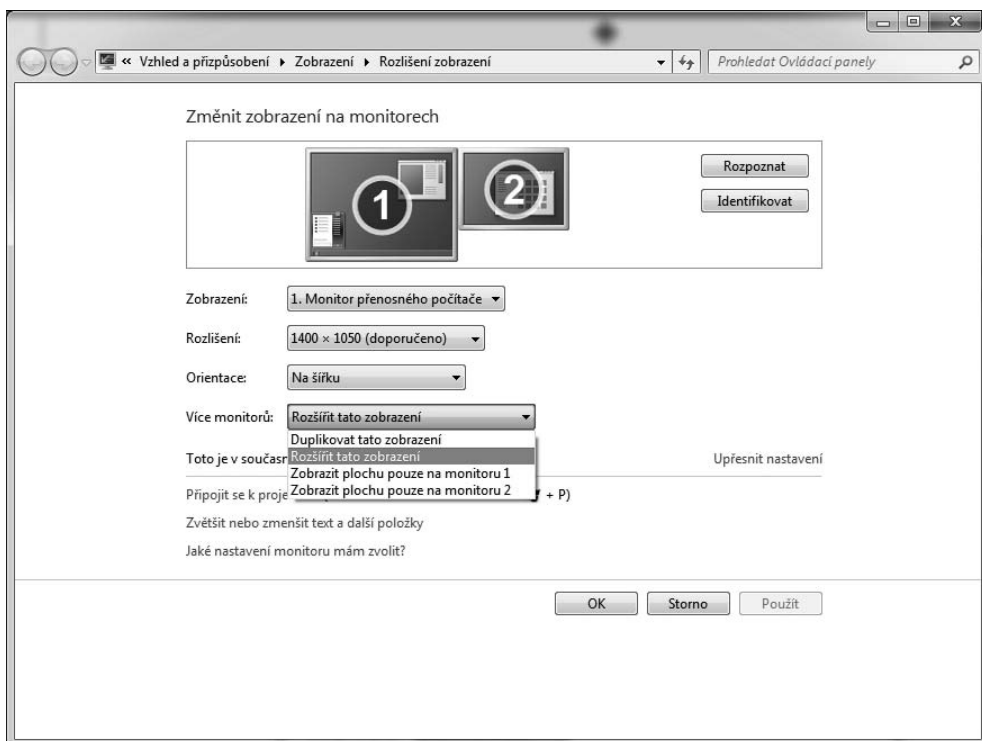 « Vzhled a přizpůsobení ▸ Zobrazení ▸ Rozlišení zobrazení
Prohledat Ovládací panely
Změnit zobrazení na monitorech
1
2
Rozpoznat
Identifikovat
Zobrazení: 1. Monitor přenosného počítače
Rozlišení: 1400 × 1050 (doporučeno)
Orientace: Na šířku
Více monitorů: Rozšířit tato zobrazení
Duplikovat tato zobrazení
Toto je v současn Rozšířit tato zobrazení Upřesnit nastavení
Zobrazit plochu pouze na monitoru 1
Připojit se k proje Zobrazit plochu pouze na monitoru 2 + P)
Zvětšit nebo zmenšit text a další položky
Jaké nastavení monitoru mám zvolit?
OK Storno Použít